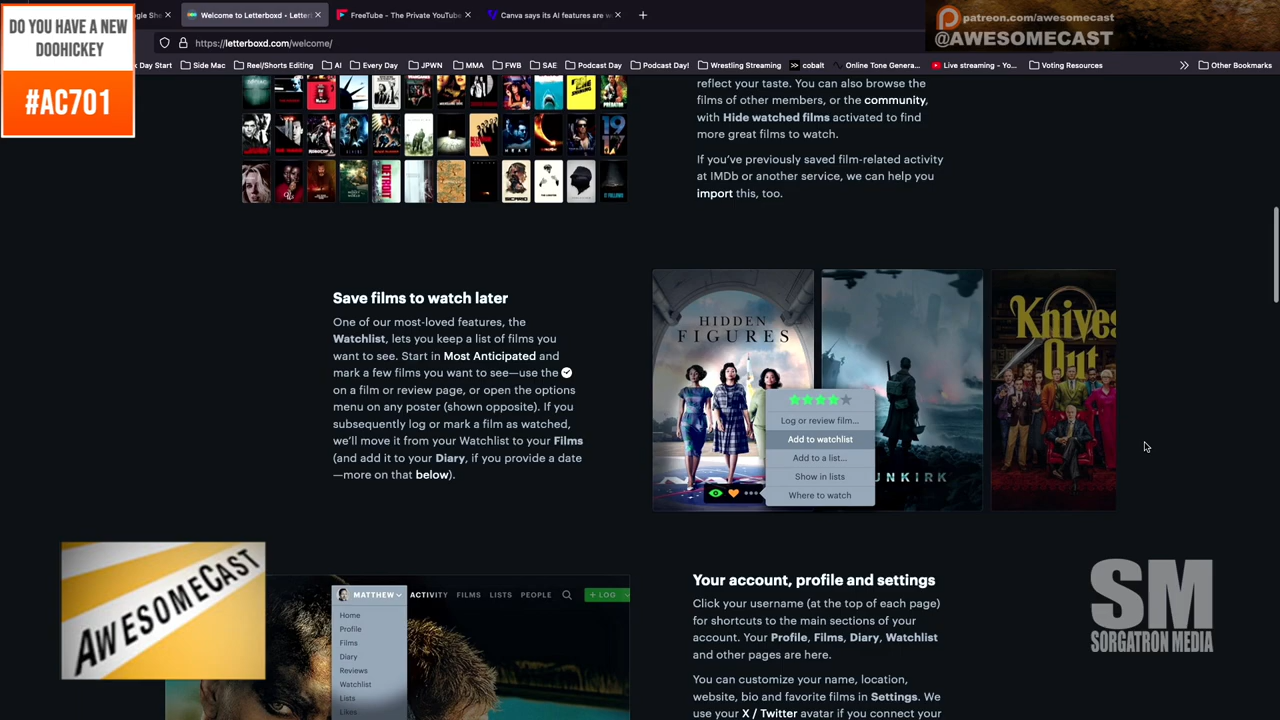 DO YOU HAVE A NEW
DOOHICKEY
#AC701
gle She
Welcome to Letterboxd • Letter
FreeTube - The Private YouTub
Canva says its AI features are w
https://letterboxd.com/welcome/
patreon.com/awesomecast
@AWESOMECAST
k Day Start
Side Mac
Reel/Shorts Editing
AI
Every Day
JPWN
MMA
FWB
SAE
Podcast Day
Podcast Day!
Wrestling Streaming
cobalt
Online Tone Genera...
Live streaming - Yo...
Voting Resources
Other Bookmarks
reflect your taste. You can also browse the
films of other members, or the community,
with Hide watched films activated to find
more great films to watch.
If you've previously saved film-related activity
at IMDb or another service, we can help you
import this, too.
HEAT
19
17
DETROIT
SICARIO
Save films to watch later
One of our most-loved features, the
Watchlist, lets you keep a list of films you
want to see. Start in Most Anticipated and
mark a few films you want to see—use the
on a film or review page, or open the options
menu on any poster (shown opposite). If you
subsequently log or mark a film as watched,
we'll move it from your Watchlist to your Films
(and add it to your Diary, if you provide a date
—more on that below).
HIDDEN
FIGURES
Log or review film...
Add to watchlist
Add to a list...
Show in lists
Where to watch
UNKIRK
Knives
Out
AWESOMECAST
MATTHEW
ACTIVITY
FILMS
LISTS
PEOPLE
+ LOG
Home
Profile
Films
Diary
Reviews
Watchlist
Lists
Likes
Your account, profile and settings
Click your username (at the top of each page)
for shortcuts to the main sections of your
account. Your Profile, Films, Diary, Watchlist
and other pages are here.
You can customize your name, location,
website, bio and favorite films in Settings. We
use your X / Twitter avatar if you connect your
SM
SORGATRON MEDIA